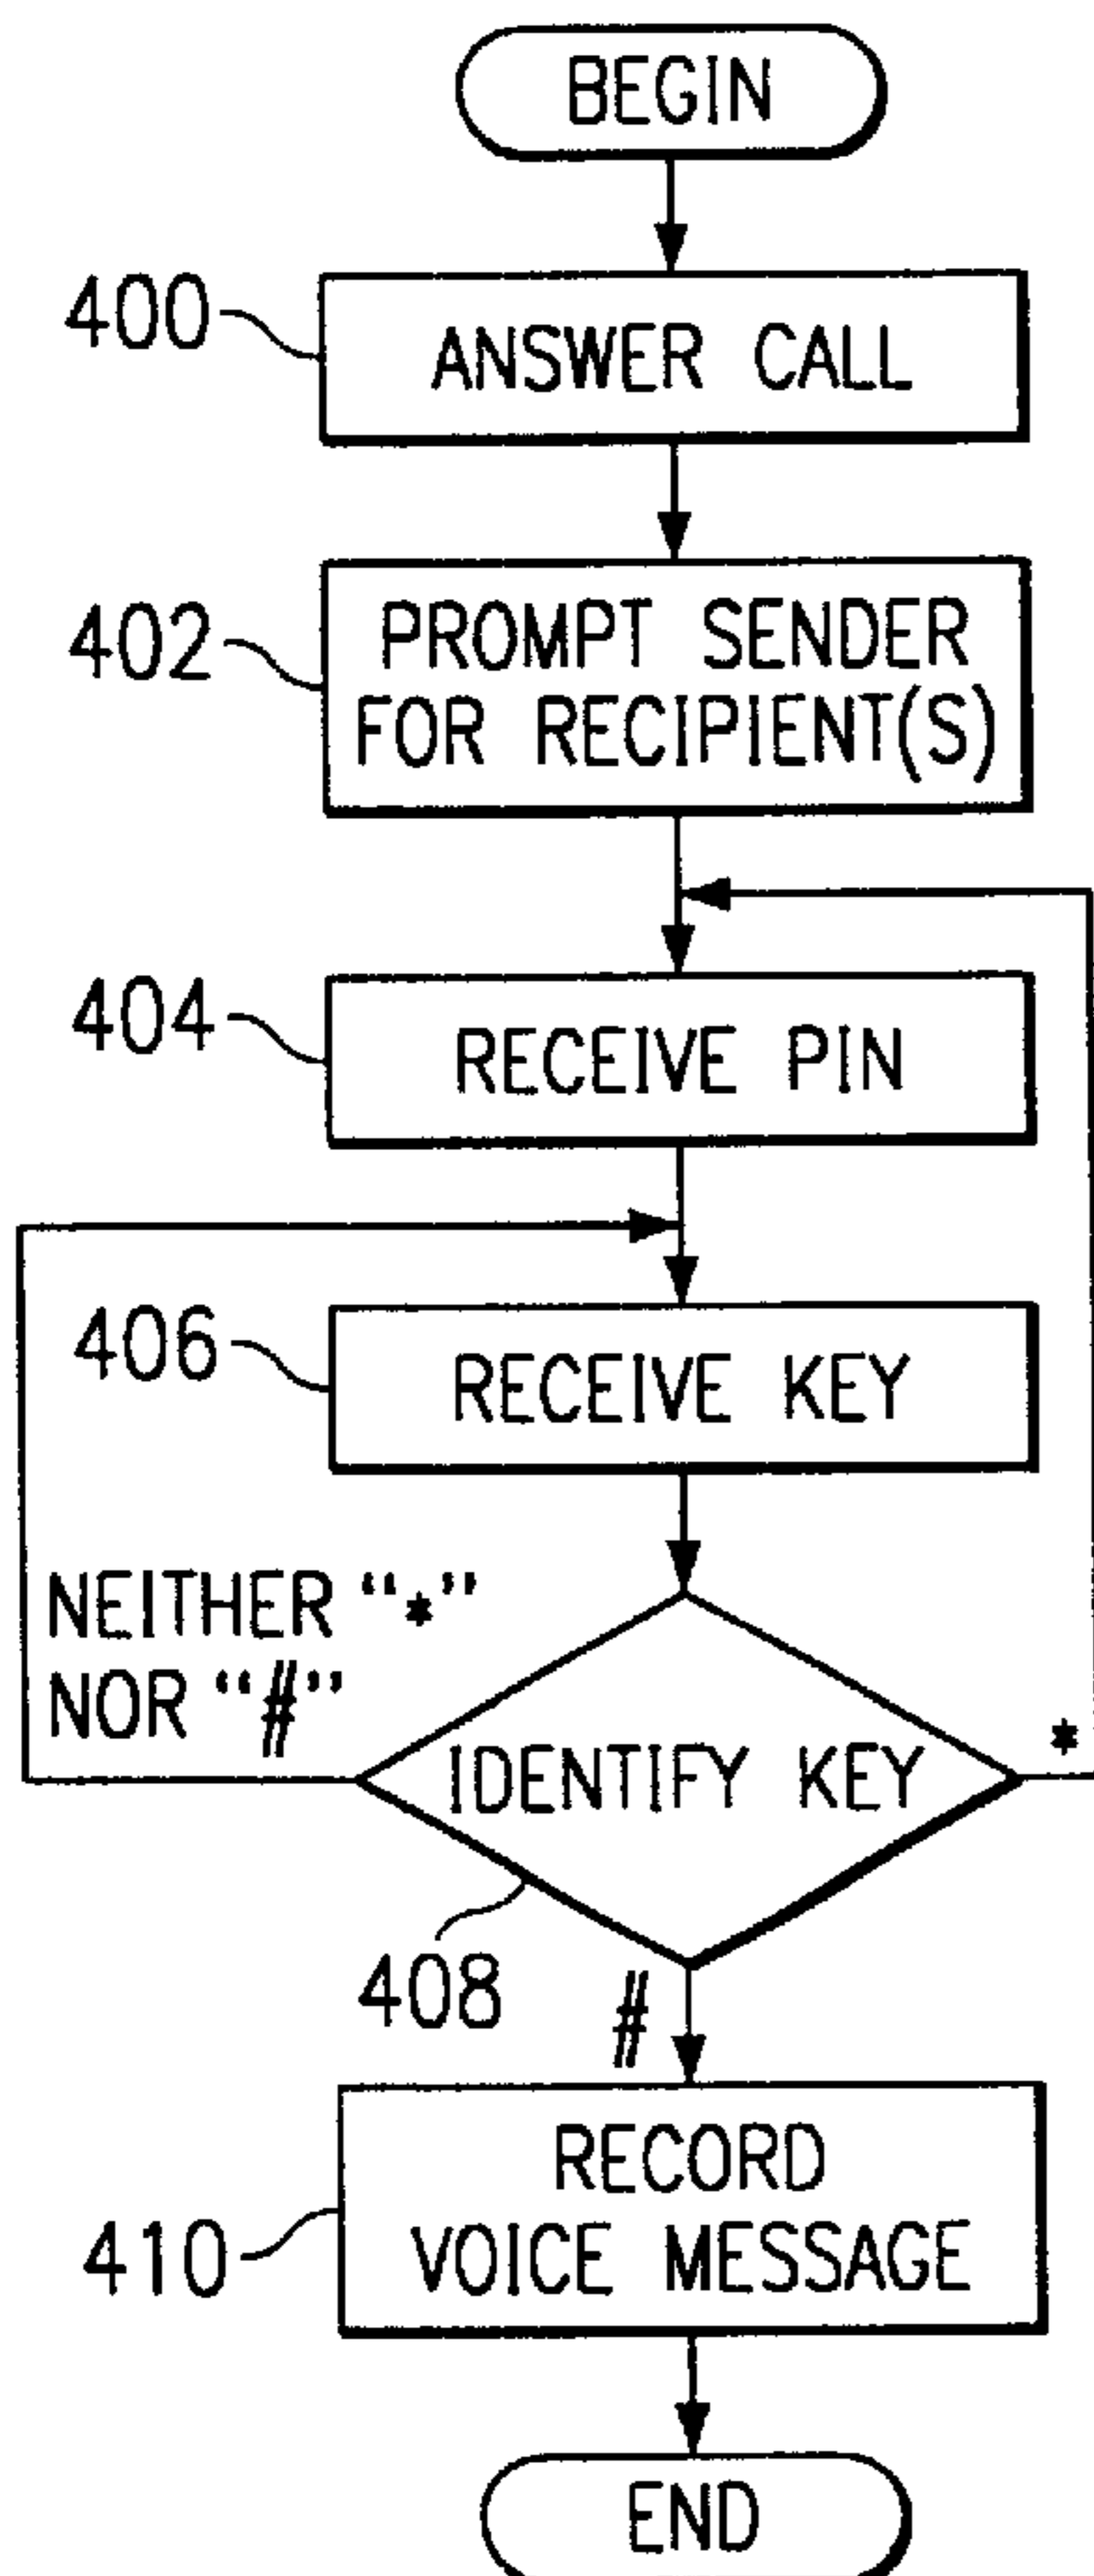 BEGIN
400
ANSWER CALL
402
PROMPT SENDER
FOR RECIPIENT(S)
404
RECEIVE PIN
406
RECEIVE KEY
NEITHER “*”
NOR “#”
IDENTIFY KEY
*
408
#
RECORD
VOICE MESSAGE
410
END